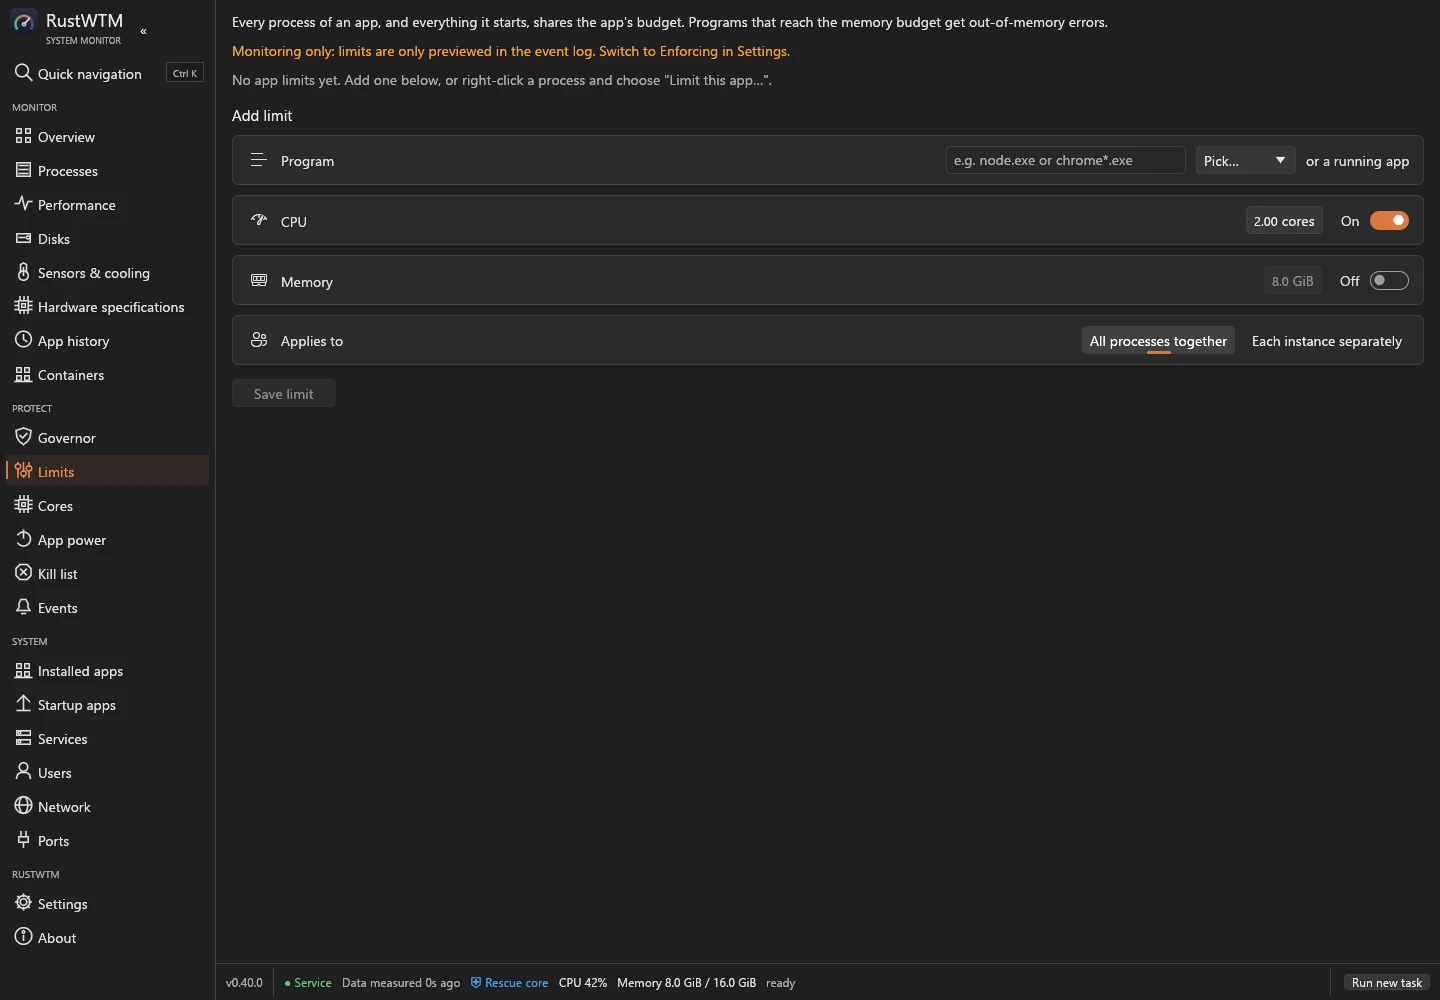 RustWTM
SYSTEM MONITOR
«
Quick navigation
Ctrl K
MONITOR
Overview
Processes
Performance
Disks
Sensors & cooling
Hardware specifications
App history
Containers
PROTECT
Governor
Limits
Cores
App power
Kill list
Events
SYSTEM
Installed apps
Startup apps
Services
Users
Network
Ports
RUSTWTM
Settings
About
Every process of an app, and everything it starts, shares the app's budget. Programs that reach the memory budget get out-of-memory errors.
Monitoring only: limits are only previewed in the event log. Switch to Enforcing in Settings.
No app limits yet. Add one below, or right-click a process and choose "Limit this app...".
Add limit
Program
e.g. node.exe or chrome*.exe
Pick...
or a running app
CPU
2.00 cores
On
Memory
8.0 GiB
Off
Applies to
All processes together
Each instance separately
Save limit
v0.40.0
Service
Data measured 0s ago
Rescue core
CPU 42%
Memory 8.0 GiB / 16.0 GiB
ready
Run new task